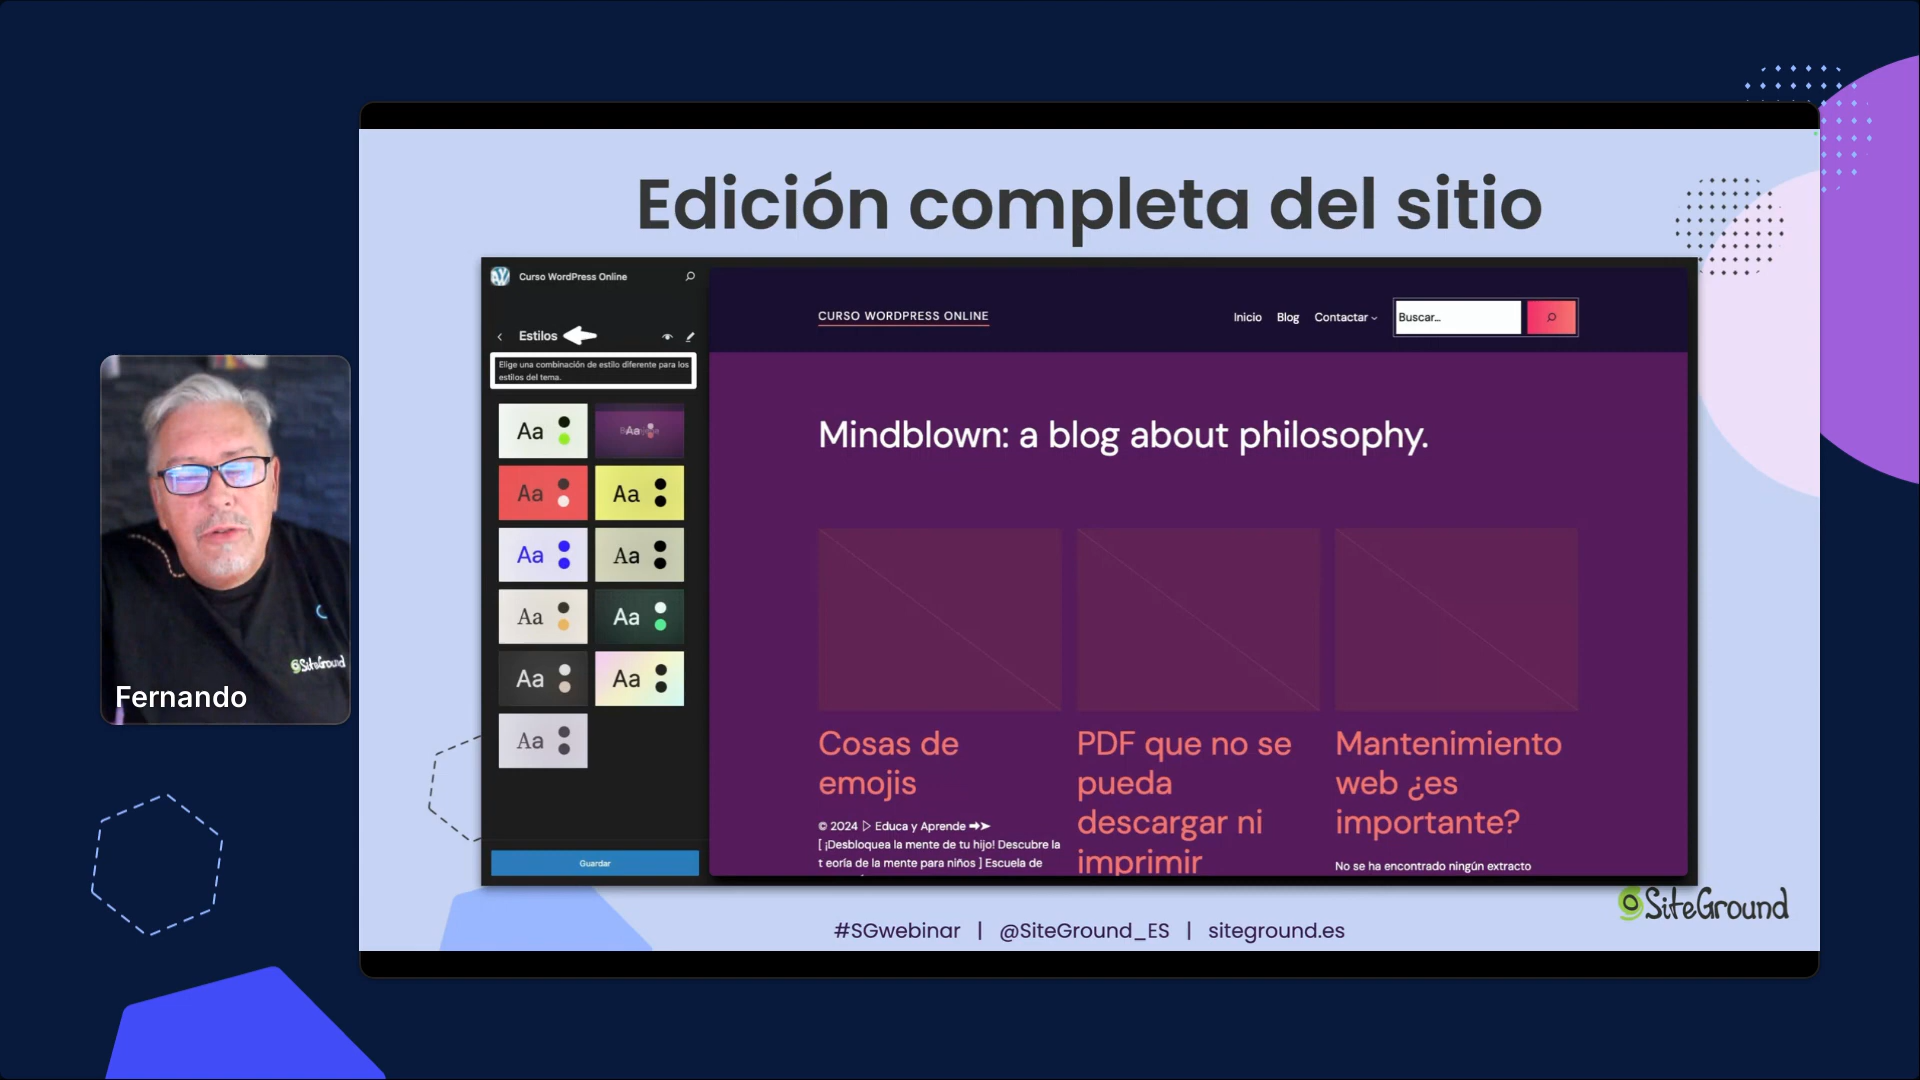 Edición completa del sitio
Curso WordPress Online
Estilos
Elige una combinación de estilo diferente para los
estilos del tema.
Aa
Aa
Aa
Aa
Aa
Aa
Aa
Aa
Aa
Aa
Aa
Guardar
CURSO WORDPRESS ONLINE
Inicio
Blog
Contactar
Buscar...
Mindblown: a blog about philosophy.
Cosas de
emojis
© 2024 ▷ Educa y Aprende
[ ¡Desbloquea la mente de tu hijo! Descubre la
t eoría de la mente para niños ] Escuela de
PDF que no se
pueda
descargar ni
imprimir
Mantenimiento
web ¿es
importante?
No se ha encontrado ningún extracto
SiteGround
Fernando
#SGwebinar | @SiteGround_ES | siteground.es
SiteGround